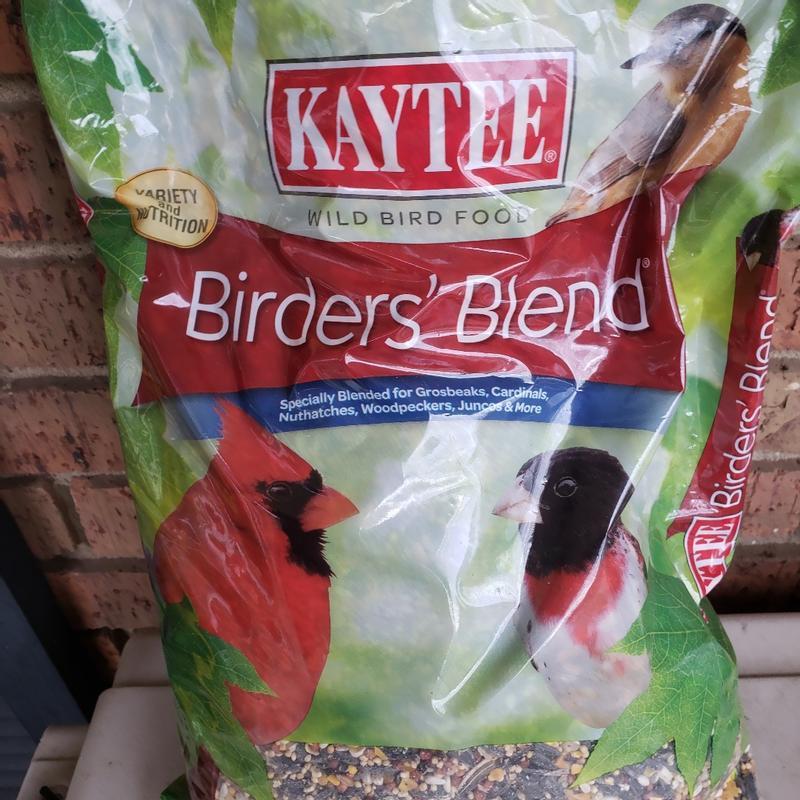 KAYTEE®
WILD BIRD FOOD
VARIETY
and
NUTRITION
Birders' Blend®
Specially Blended for Grosbeaks, Cardinals,
Nuthatches, Woodpeckers, Juncos & More
Birders' Blend
YTEE